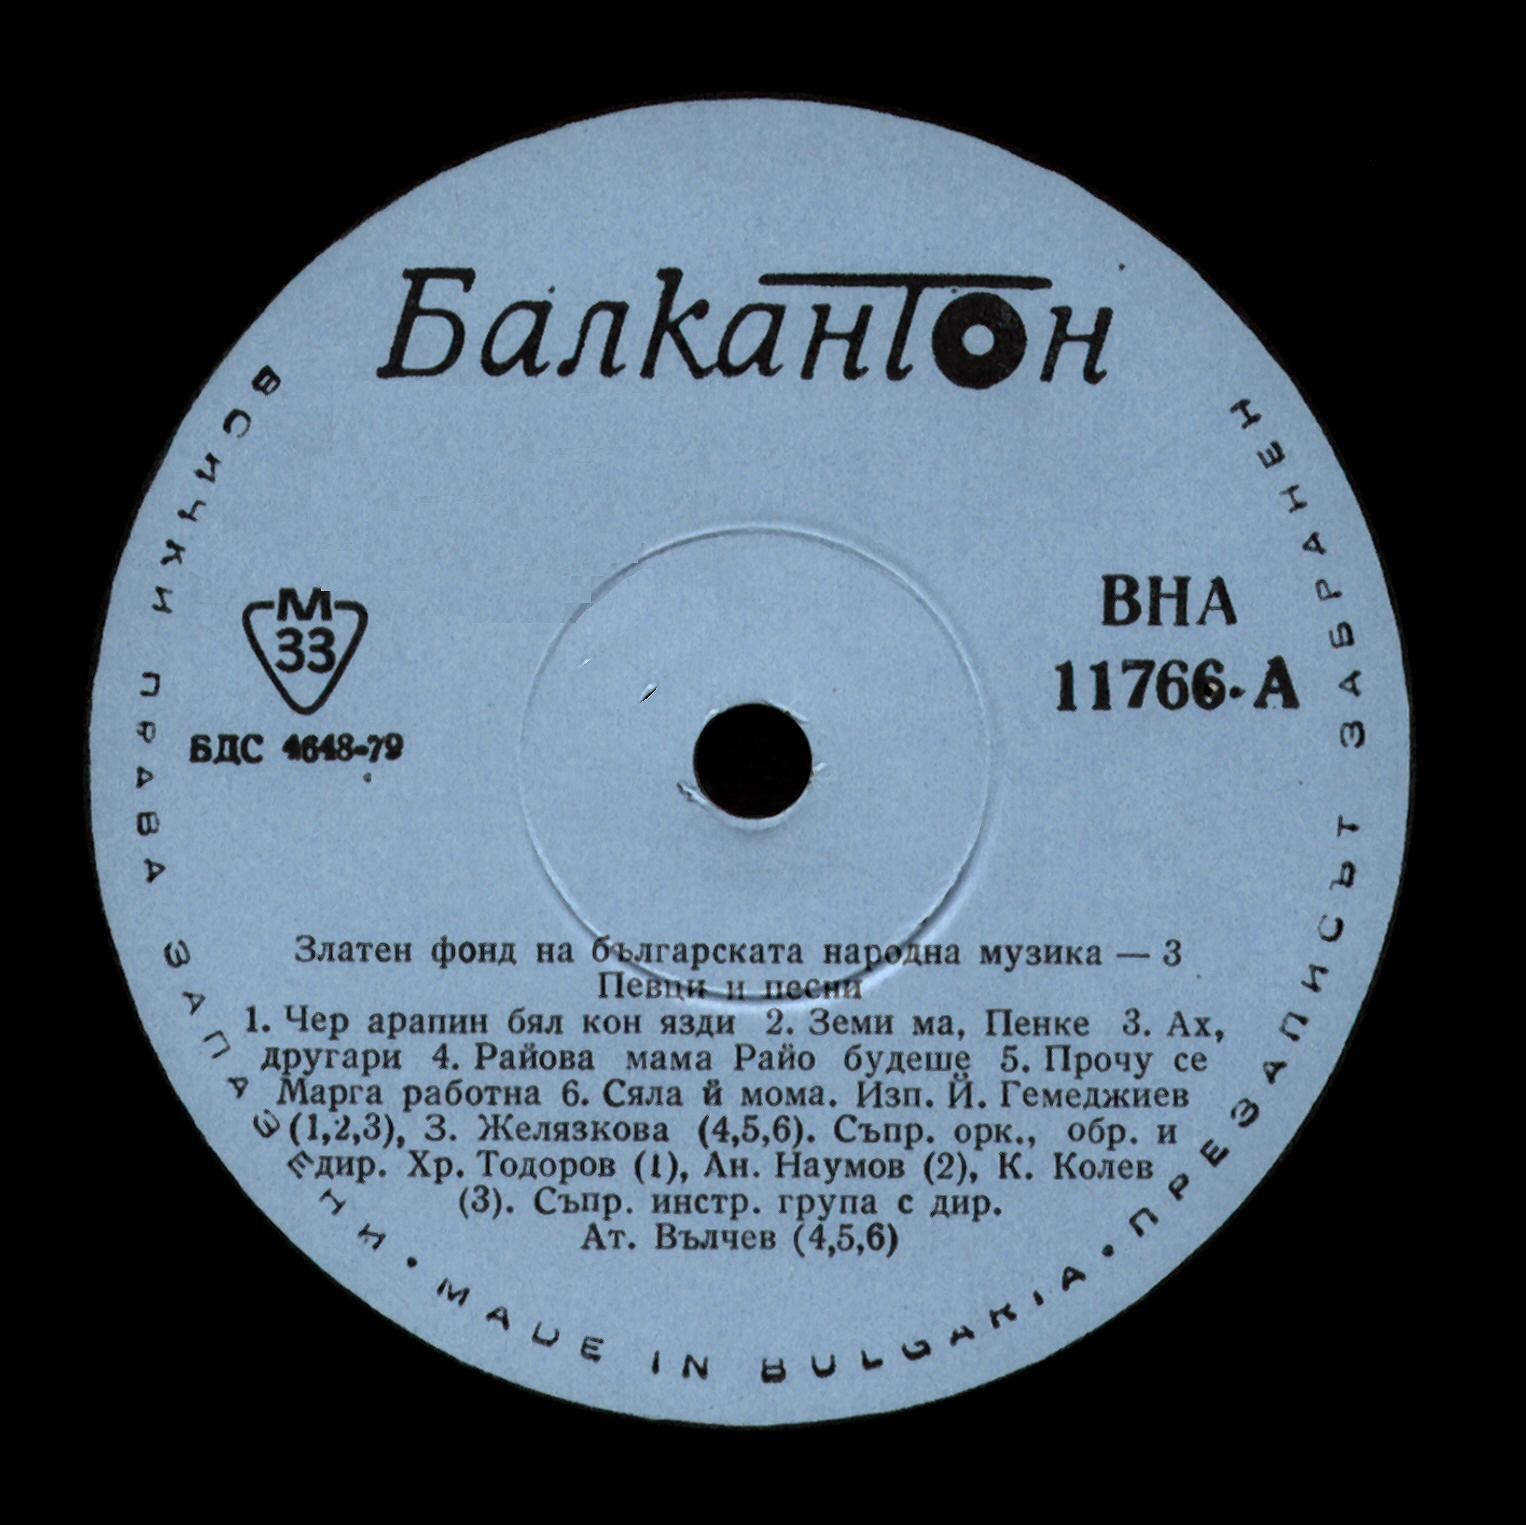 Балкантон
М
33
БДС 4648-79
ВНА
11766-А
Златен фонд на българската народна музика — 3
Певци и песни
1. Чер арапин бял кон язди 2. Земи ма, Пенке 3. Ах,
другари 4. Райова мама Райо будеше 5. Прочу се
Марга работна 6. Сяла й мома. Изп. Й. Гемеджиев
(1,2,3), З. Желязкова (4,5,6). Съпр. орк., обр. и
дир. Хр. Тодоров (1), Ан. Наумов (2), К. Колев
(3). Съпр. инстр. група с дир.
Ат. Вълчев (4,5,6)
ВСИЧКИ ПРАВА ЗАПАЗЕНИ • MADE IN BULGARIA • ПРЕЗАПИСЪТ ЗАБРАНЕН